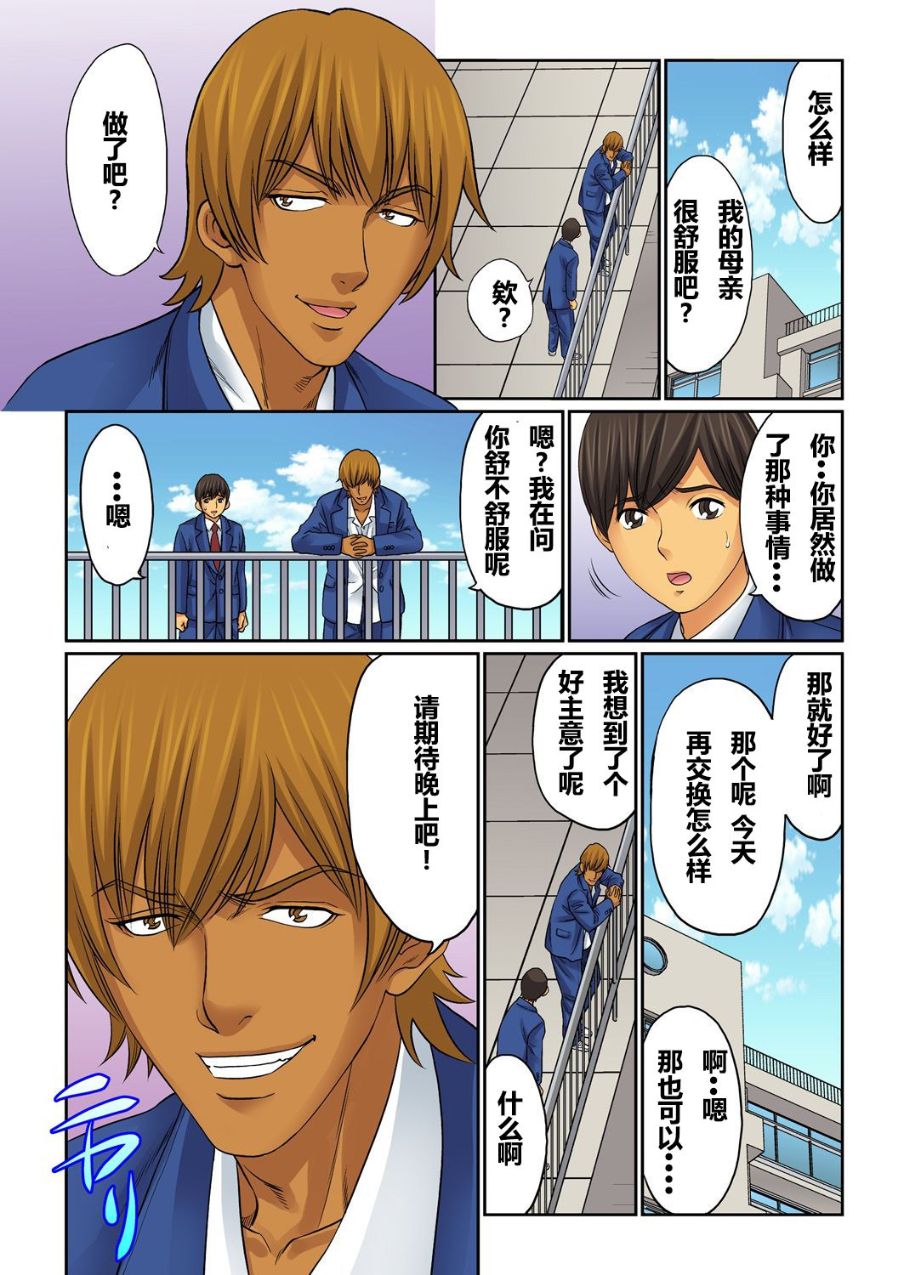 怎么样
我的母亲
很舒服吧？
欸？
做了吧？
你…你居然做
了那种事情…
嗯？我在问
你舒不舒服呢
…嗯
那就好了啊
那个呢 今天
再交换怎么样
啊…嗯
那也可以…
我想到了个
好主意了呢
什么啊
请期待晚上吧！
ニヤリ